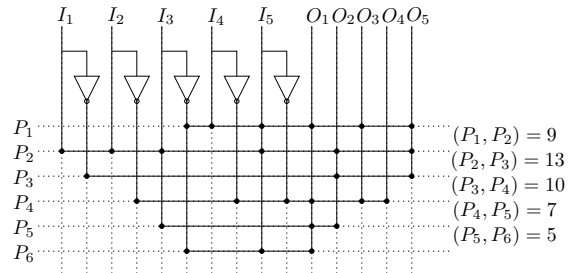 I1 I2 I3 I4 I5 O1 O2 O3 O4 O5
P1
(P1, P2) = 9
P2
(P2, P3) = 13
P3
(P3, P4) = 10
P4
(P4, P5) = 7
P5
(P5, P6) = 5
P6